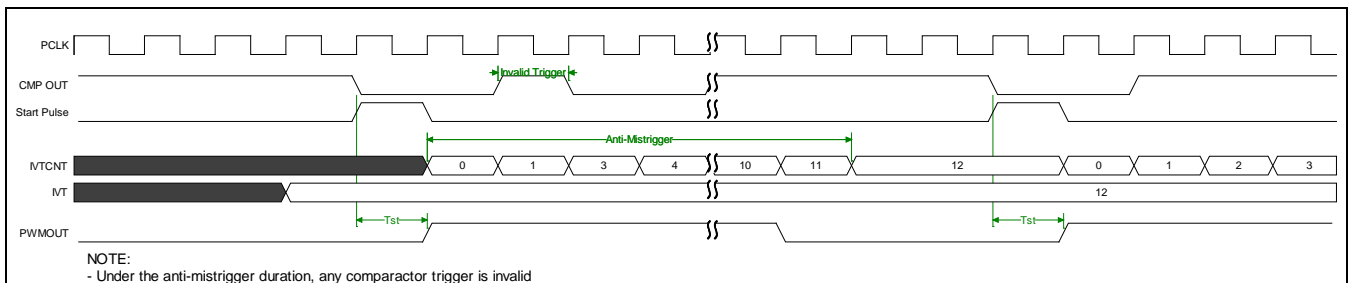 PCLK
CMP OUT
Invalid Trigger
Start Pulse
Anti-Mistrigger
IVTCNT 0 1 3 4 10 11 12 0 1 2 3
IVT 12
Tst Tst
PWMOUT
NOTE:
- Under the anti-mistrigger duration, any comparactor trigger is invalid